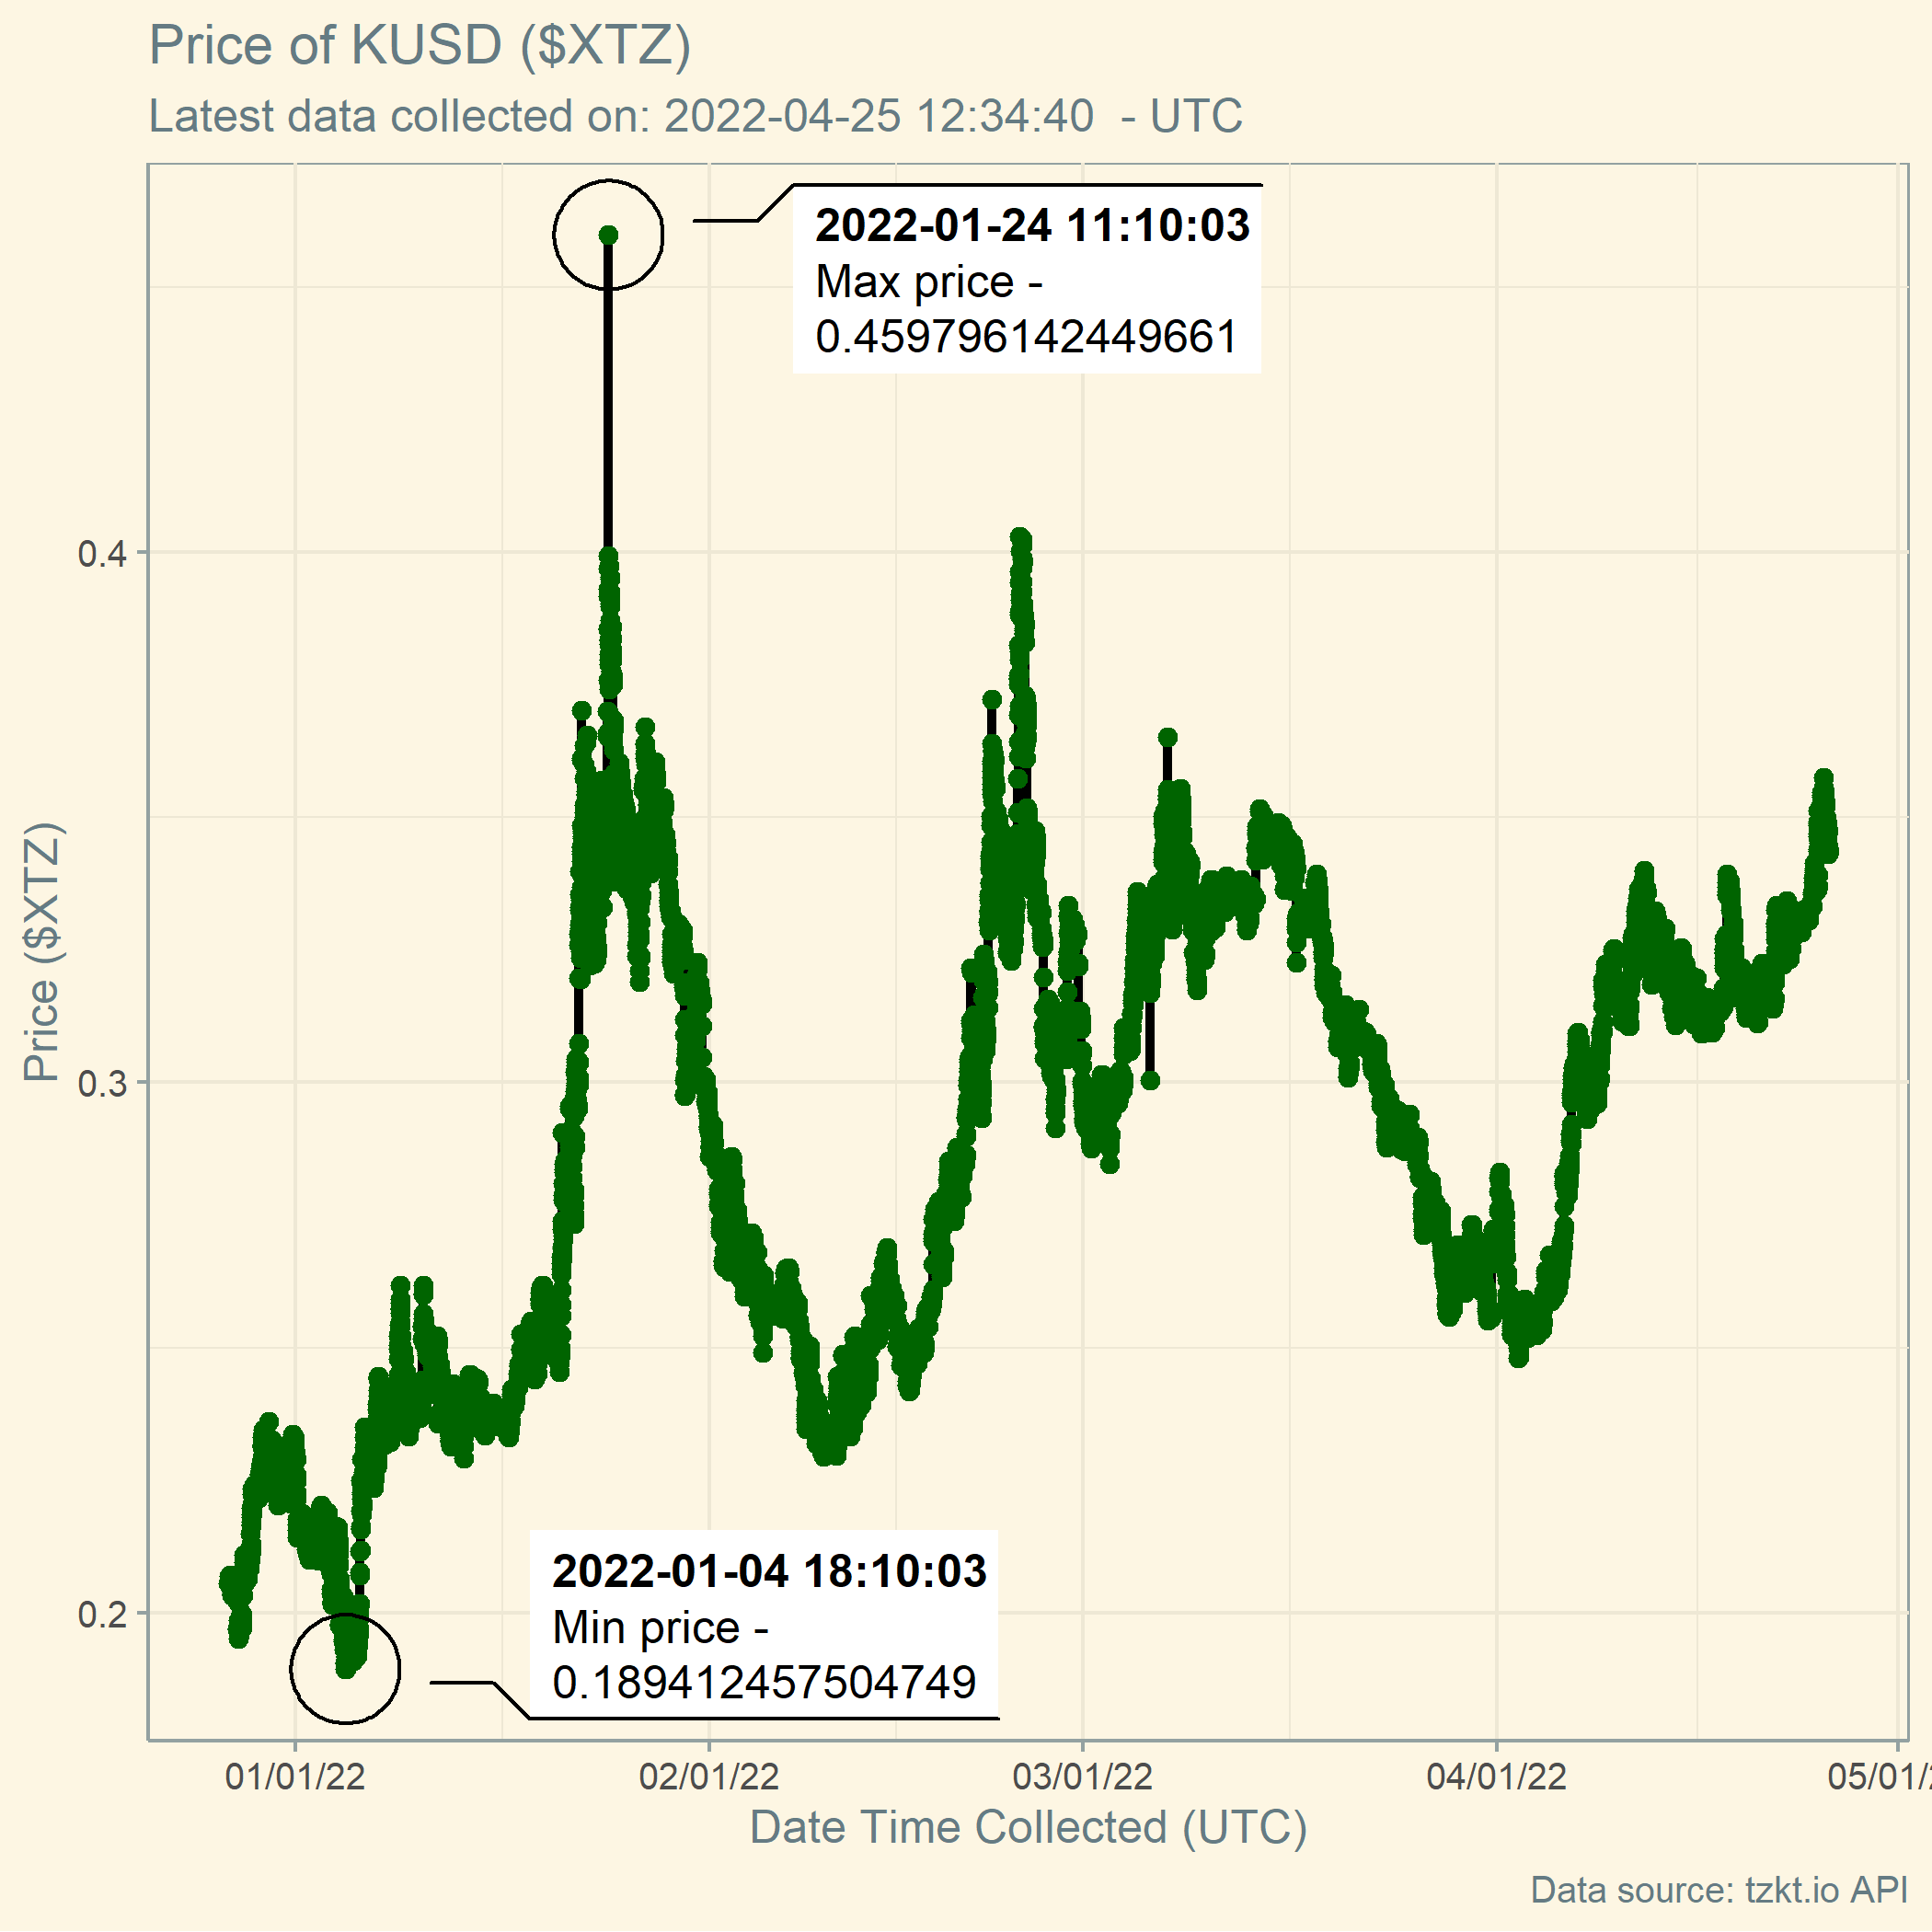 Price of KUSD ($XTZ)
Latest data collected on: 2022-04-25 12:34:40  - UTC
2022-01-24 11:10:03
Max price -
0.459796142449661
0.4
0.3
0.2
Price ($XTZ)
2022-01-04 18:10:03
Min price -
0.189412457504749
01/01/22 02/01/22 03/01/22 04/01/22 05/01/2
Date Time Collected (UTC)
Data source: tzkt.io API